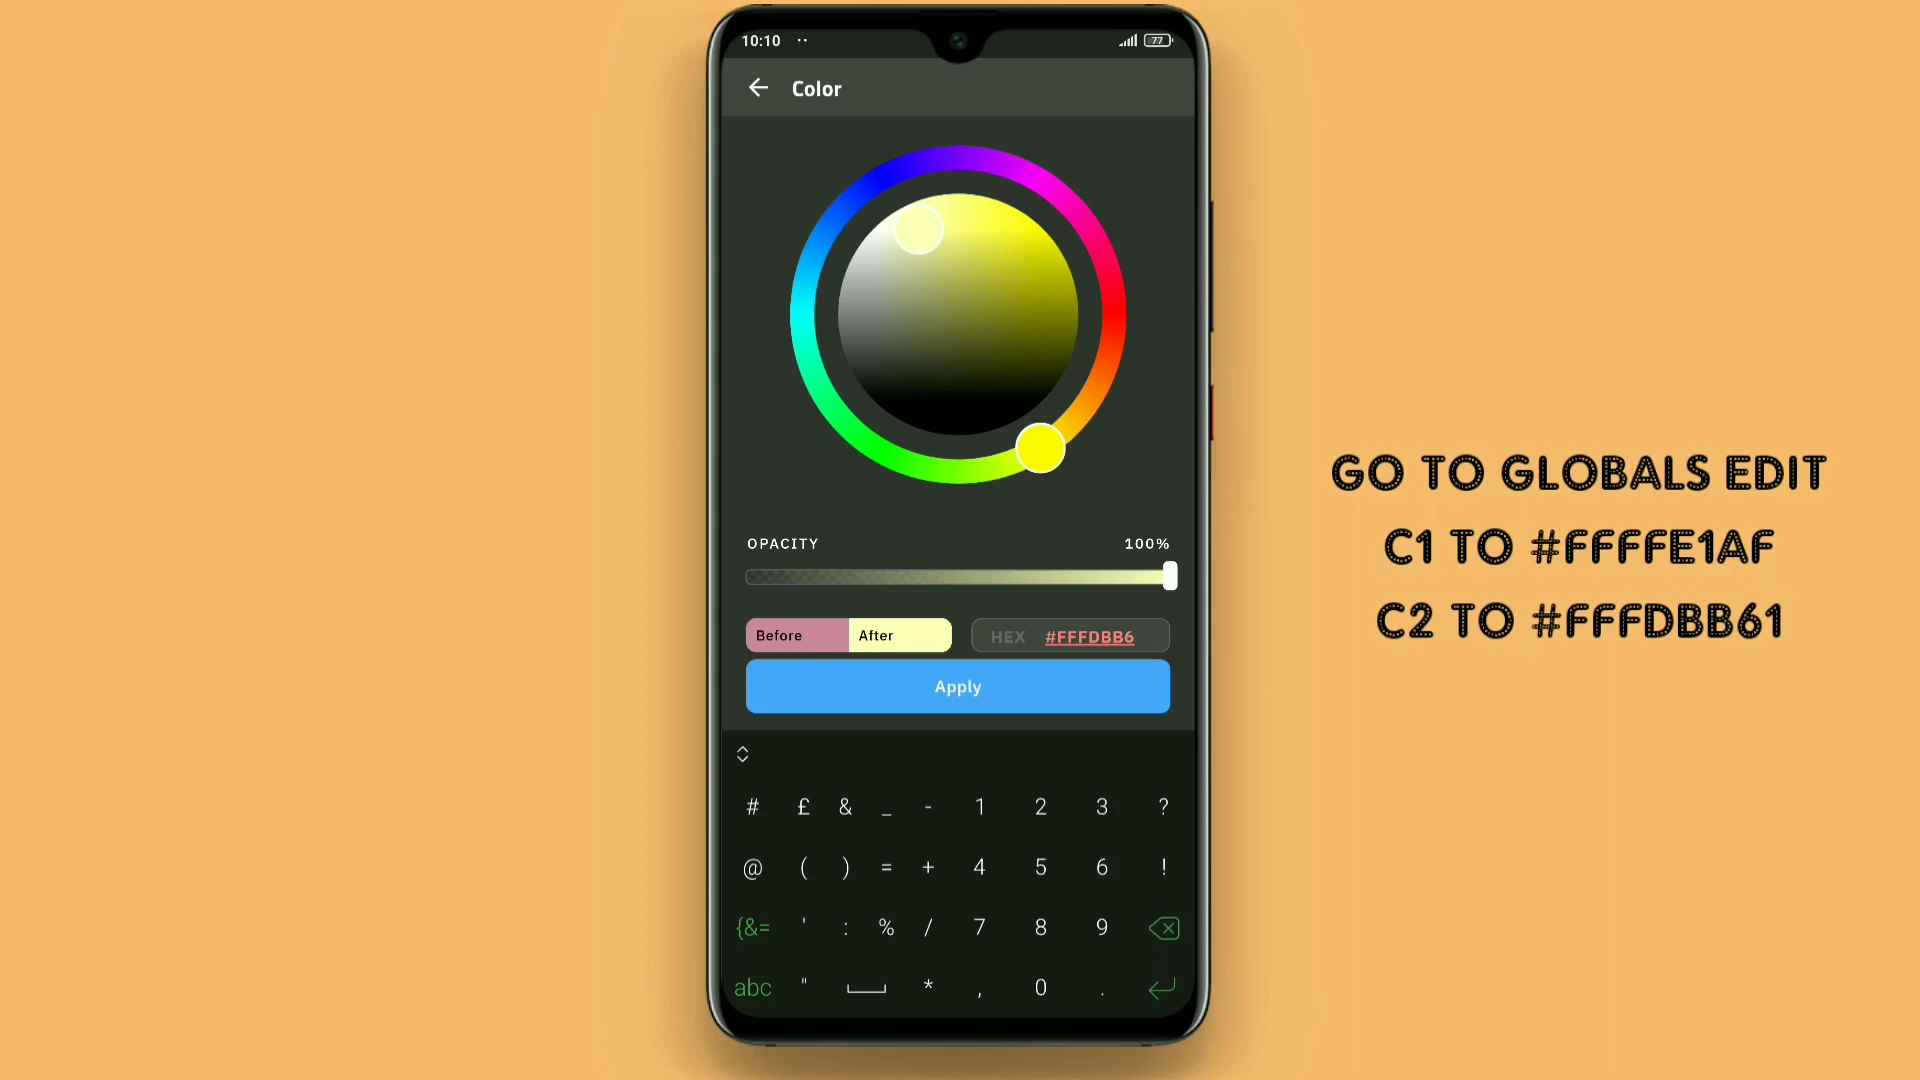 10:10
77
Color
OPACITY 100%
Before After HEX #FFFDBB6
Apply
# £ & _ - 1 2 3 ?
@ ( ) = + 4 5 6 !
{&= ' : % / 7 8 9
abc " * , 0 .
GO TO GLOBALS EDIT
C1 TO #FFFFE1AF
C2 TO #FFFDBB61